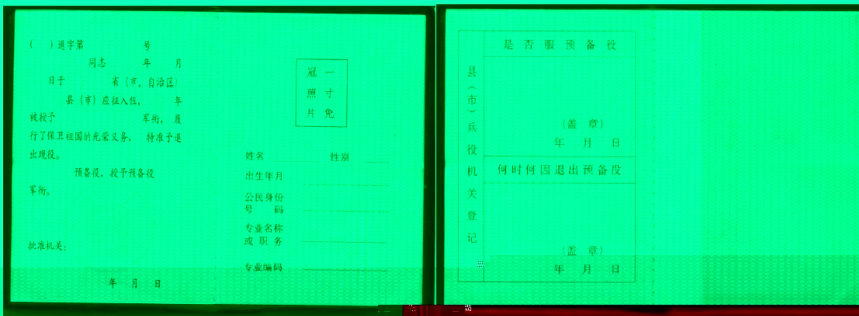 ( )退字第 号
同志 年 月
日于 省(市、自治区)
县(市)应征入伍, 年
被授予 军衔,履
行了保卫祖国的光荣义务, 特准予退
出现役。
预备役,授予预备役
军衔。
批准机关:
年 月 日
冠一
照寸
片免
姓名 性别
出生年月
公民身份
号 码
专业名称
或职务
专业编码
县(市)兵役机关登记
是否服预备役
(盖 章)
年 月 日
何时何因退出预备役
(盖 章)
年 月 日